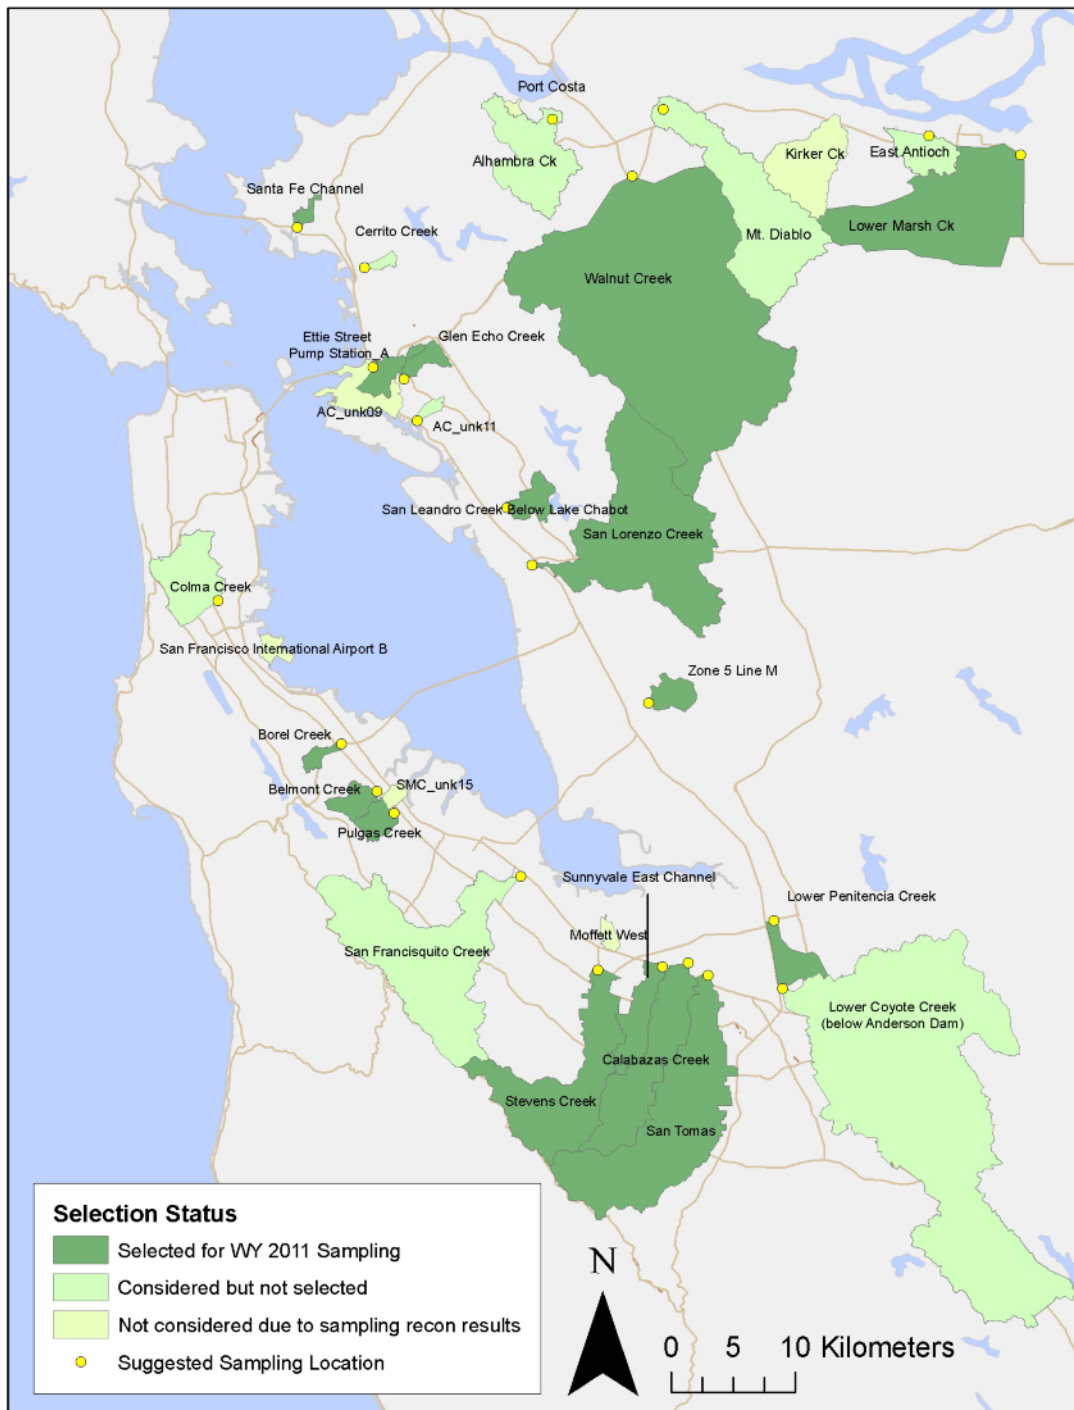 Port Costa
Alhambra Ck
Kirker Ck
East Antioch
Santa Fe Channel
Lower Marsh Ck
Cerrito Creek
Mt. Diablo
Walnut Creek
Ettie Street
Pump Station_A
Glen Echo Creek
AC_unk09
AC_unk11
San Leandro Creek Below Lake Chabot
San Lorenzo Creek
Colma Creek
San Francisco International Airport B
Zone 5 Line M
Borel Creek
Belmont Creek
SMC_unk15
Pulgas Creek
Sunnyvale East Channel
Lower Penitencia Creek
Moffett West
San Francisquito Creek
Lower Coyote Creek
(below Anderson Dam)
Calabazas Creek
Stevens Creek
San Tomas
Selection Status
Selected for WY 2011 Sampling
Considered but not selected
Not considered due to sampling recon results
Suggested Sampling Location
N
0 5 10 Kilometers